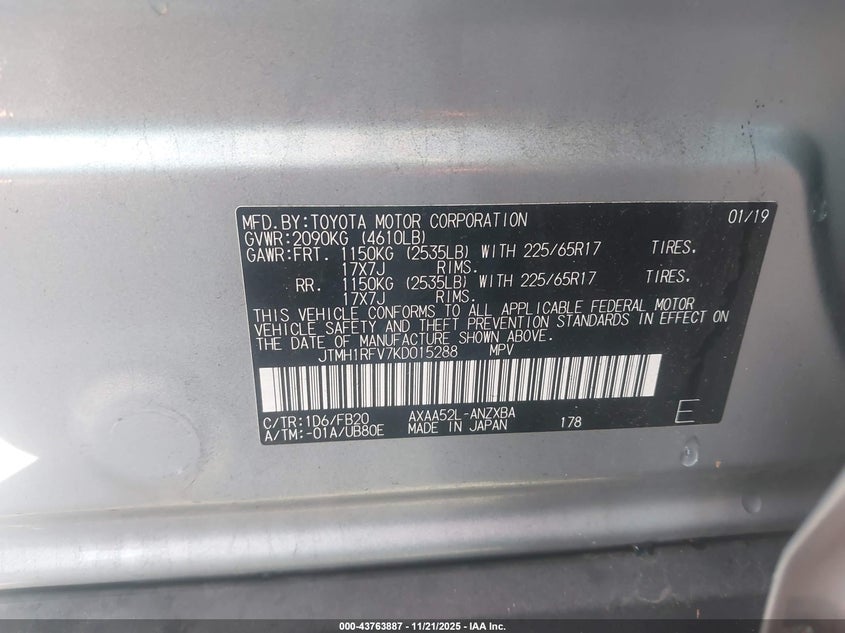 MFD.BY:TOYOTA MOTOR CORPORATION 01/19
GVWR:2090KG (4610LB)
GAWR:FRT. 1150KG (2535LB) WITH 225/65R17 TIRES.
17X7J RIMS.
RR. 1150KG (2535LB) WITH 225/65R17 TIRES.
17X7J RIMS.
THIS VEHICLE CONFORMS TO ALL APPLICABLE FEDERAL MOTOR
VEHICLE SAFETY AND THEFT PREVENTION STANDARDS IN EFFECT ON
THE DATE OF MANUFACTURE SHOWN ABOVE.
JTMH1RFV7KD015288 MPV
C/TR:1D6/FB20 AXAA52L-ANZXBA
A/TM:-01A/UB80E MADE IN JAPAN 178 E
000-43763887 - 11/21/2025 - IAA Inc.